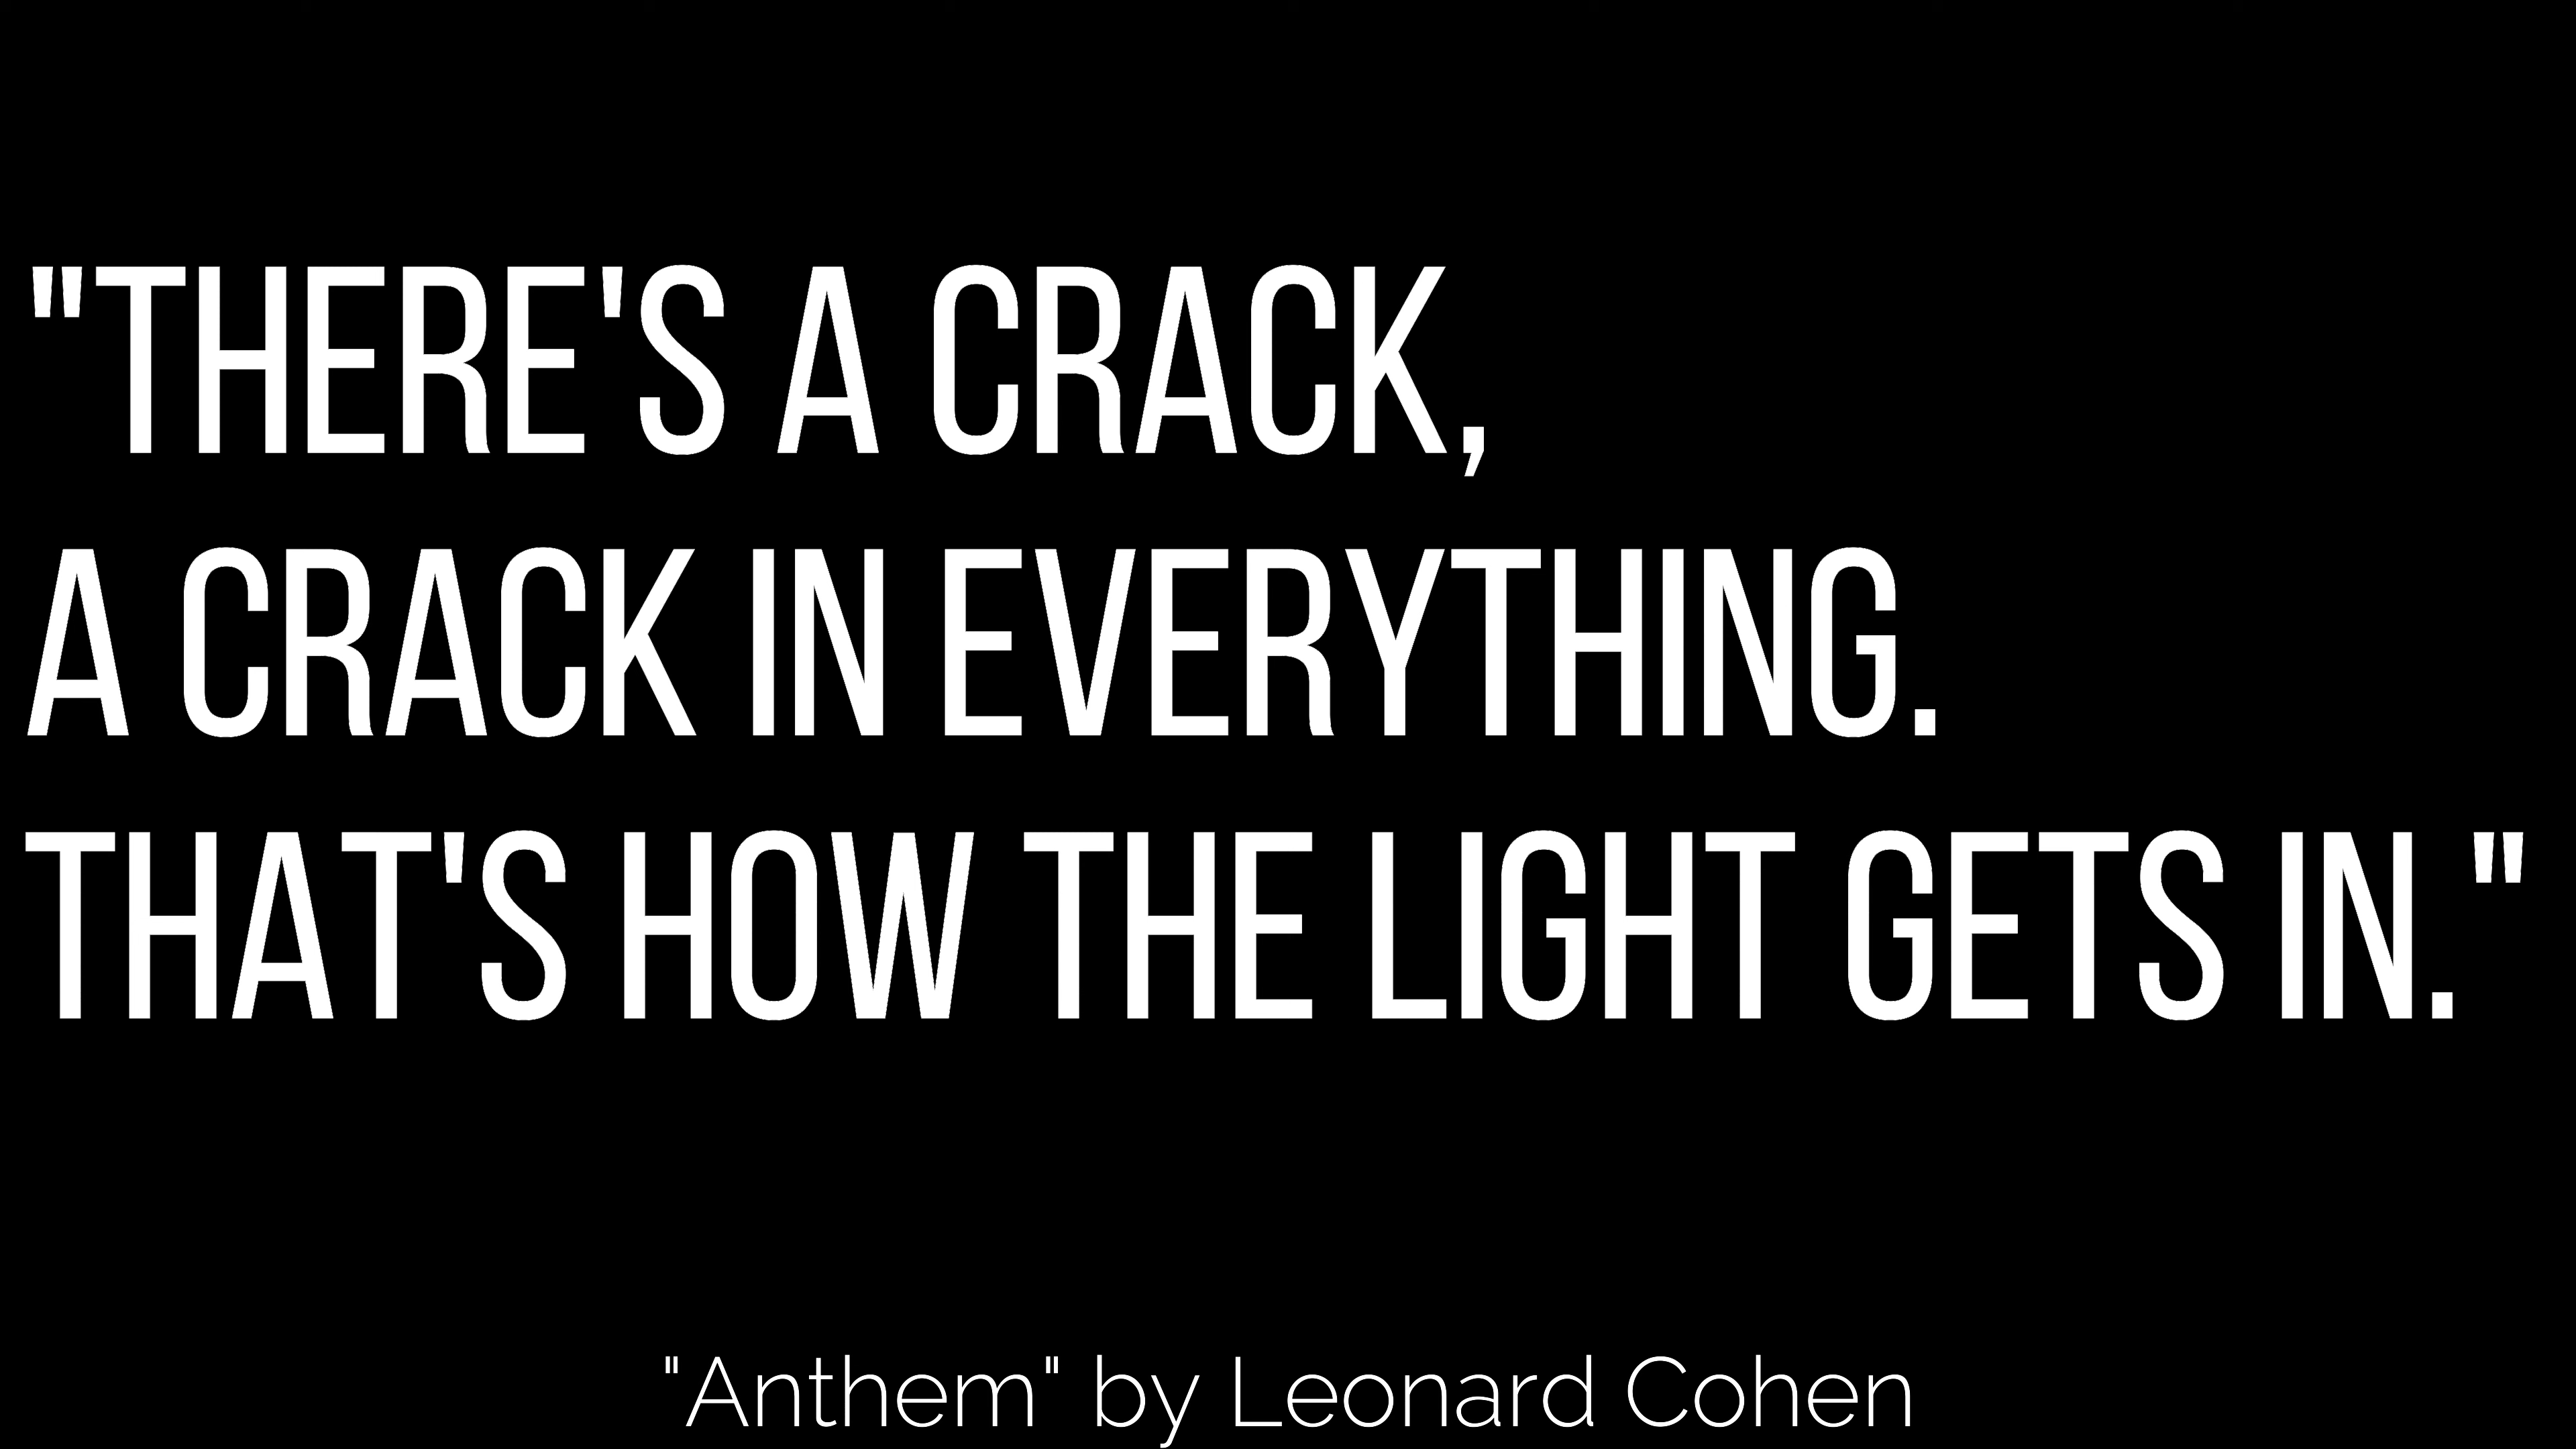 "THERE'S A CRACK,
A CRACK IN EVERYTHING.
THAT'S HOW THE LIGHT GETS IN."
"Anthem" by Leonard Cohen